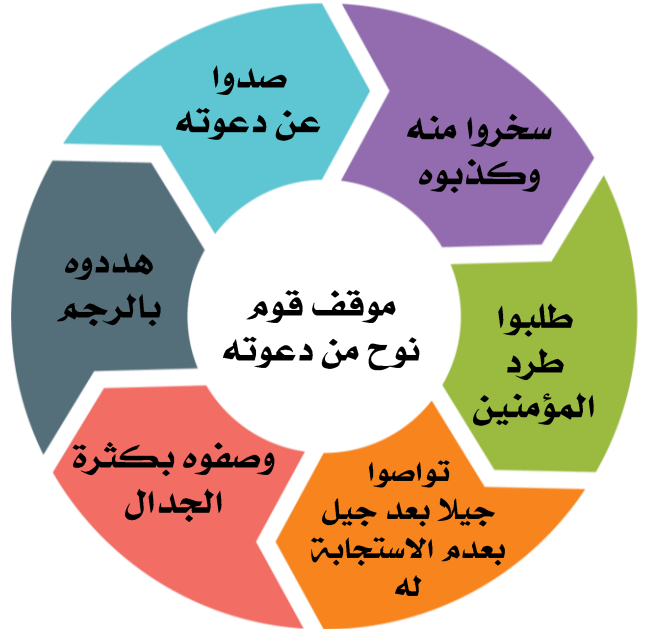 موقف قوم
نوح من دعوته
سخروا منه
وكذبوه
طلبوا
طرد
المؤمنين
تواصوا
جيلا بعد جيل
بعدم الاستجابة
له
وصفوه بكثرة
الجدال
هددوه
بالرجم
صدوا
عن دعوته